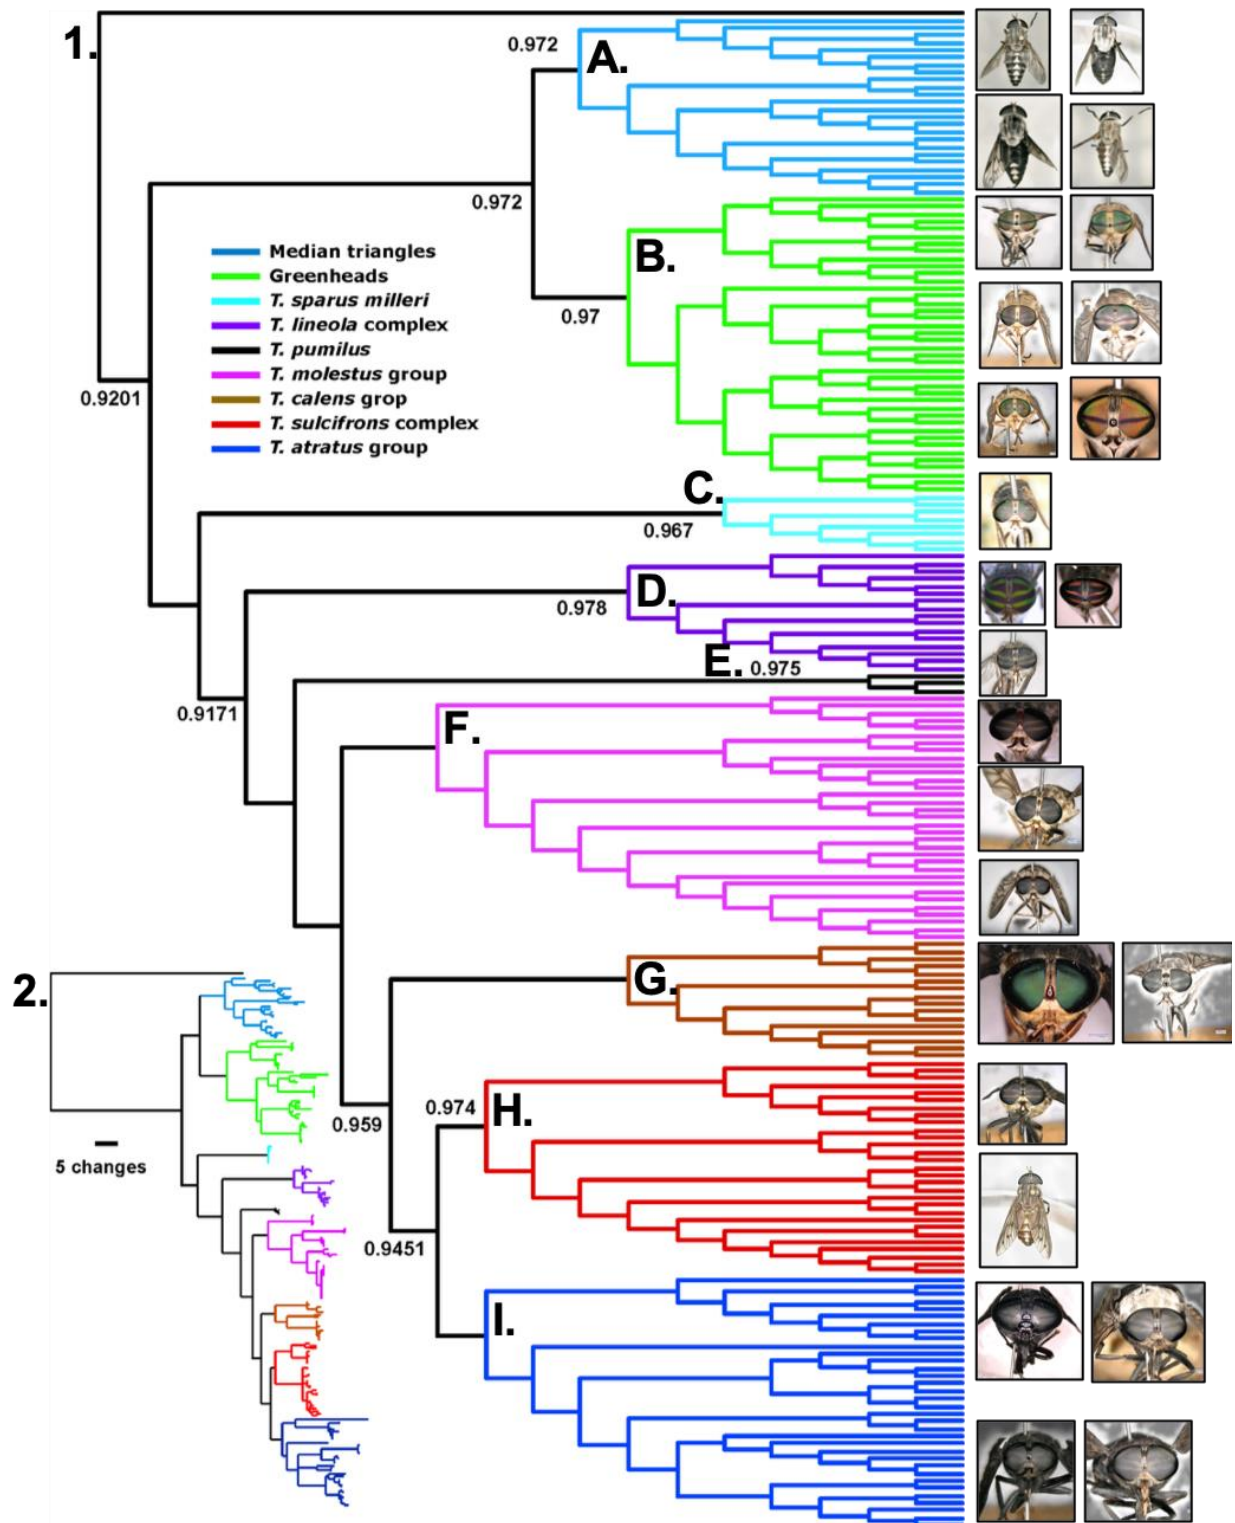 1.
0.972
A.
0.972
Median triangles
Greenheads
T. sparus milleri
T. lineola complex
T. pumilus
T. molestus group
T. calens grop
T. sulcifrons complex
T. atratus group
B.
0.97
0.9201
C.
0.967
D.
0.978
E. 0.975
0.9171
F.
G.
2.
0.974
H.
0.959
5 changes
0.9451
I.